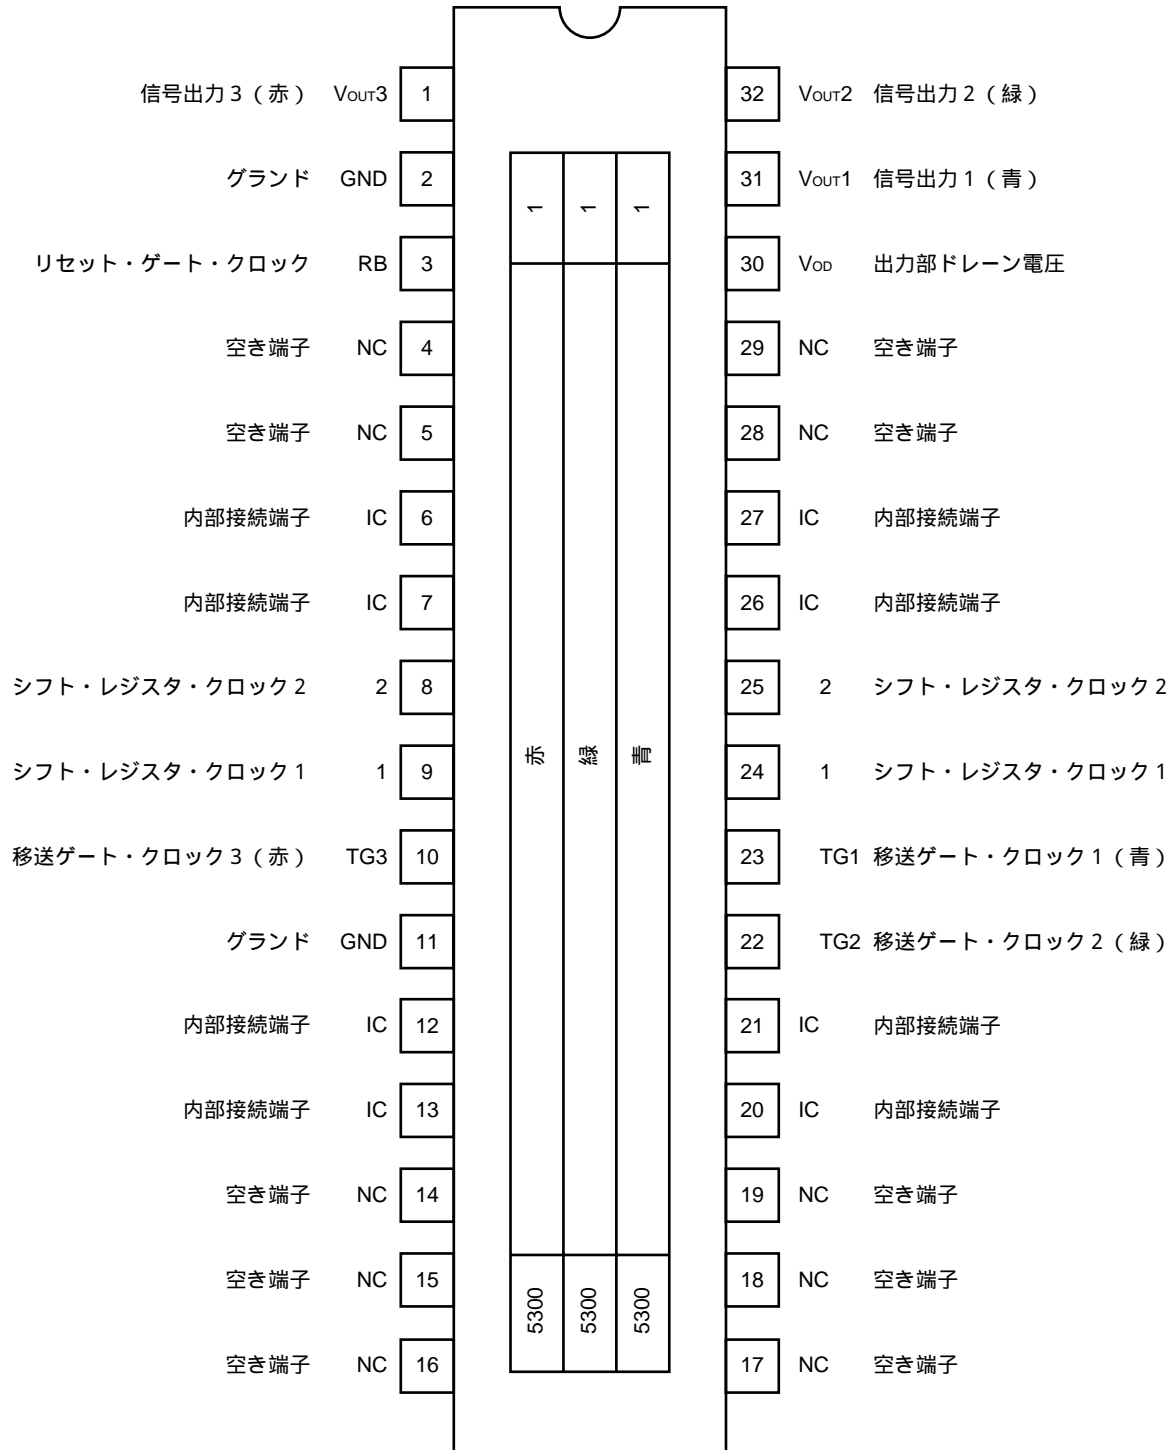 信号出力3（赤） VOUT3 1 32 VOUT2 信号出力2（緑）
グランド GND 2 31 VOUT1 信号出力1（青）
1 1 1
リセット・ゲート・クロック RB 3 30 VOD 出力部ドレーン電圧
空き端子 NC 4 29 NC 空き端子
空き端子 NC 5 28 NC 空き端子
内部接続端子 IC 6 27 IC 内部接続端子
内部接続端子 IC 7 26 IC 内部接続端子
シフト・レジスタ・クロック2 2 8 25 2 シフト・レジスタ・クロック2
赤 緑 青
シフト・レジスタ・クロック1 1 9 24 1 シフト・レジスタ・クロック1
移送ゲート・クロック3（赤） TG3 10 23 TG1 移送ゲート・クロック1（青）
グランド GND 11 22 TG2 移送ゲート・クロック2（緑）
内部接続端子 IC 12 21 IC 内部接続端子
内部接続端子 IC 13 20 IC 内部接続端子
空き端子 NC 14 19 NC 空き端子
空き端子 NC 15 18 NC 空き端子
5300 5300 5300
空き端子 NC 16 17 NC 空き端子